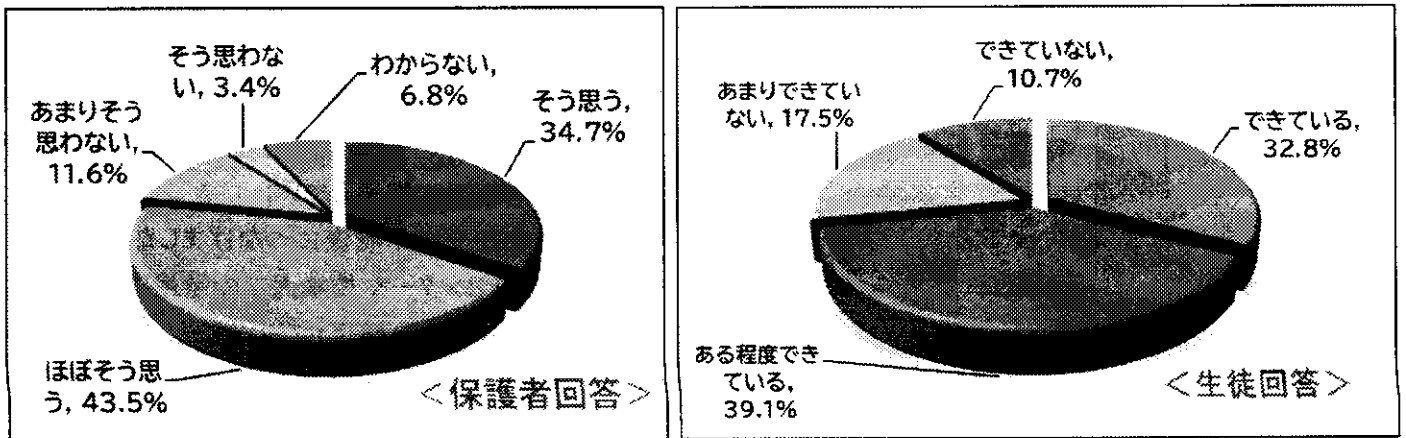 そう思わな
い, 3.4%
わからない,
6.8%
そう思う,
34.7%
あまりそう
思わない,
11.6%
ほぼそう思
う, 43.5%
＜保護者回答＞
できていない,
10.7%
あまりできてい
ない, 17.5%
できている,
32.8%
ある程度でき
ている,
39.1%
＜生徒回答＞